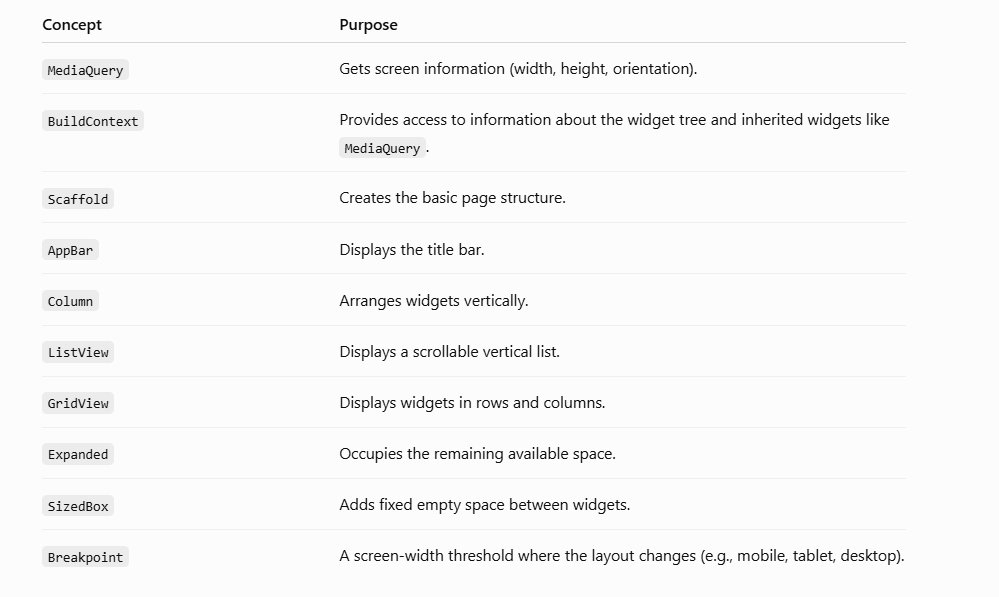 Concept Purpose
MediaQuery Gets screen information (width, height, orientation).
BuildContext Provides access to information about the widget tree and inherited widgets like
MediaQuery .
Scaffold Creates the basic page structure.
AppBar Displays the title bar.
Column Arranges widgets vertically.
ListView Displays a scrollable vertical list.
GridView Displays widgets in rows and columns.
Expanded Occupies the remaining available space.
SizedBox Adds fixed empty space between widgets.
Breakpoint A screen-width threshold where the layout changes (e.g., mobile, tablet, desktop).